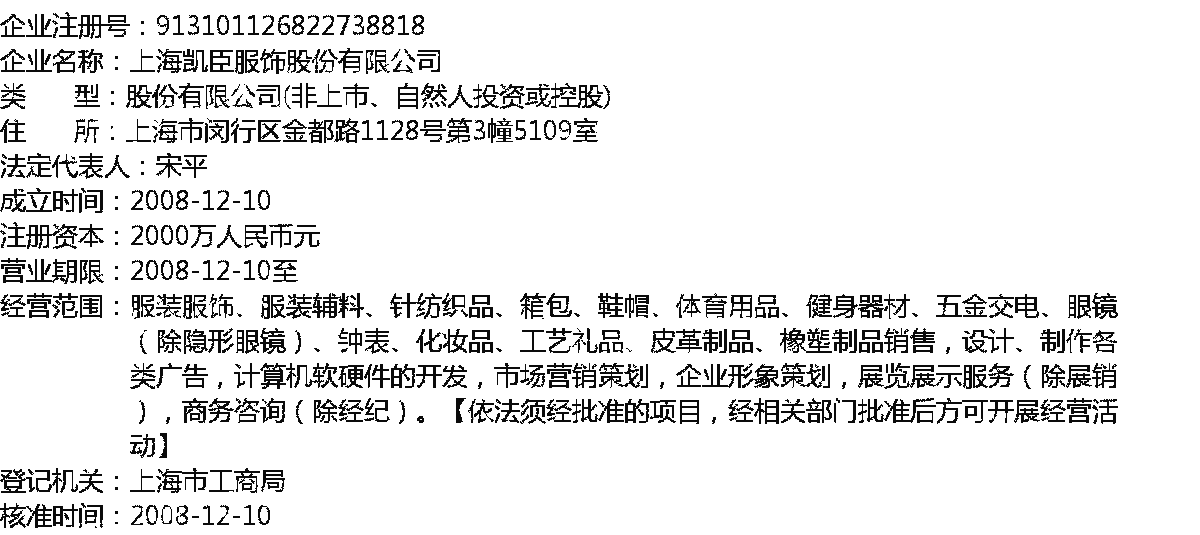 企业注册号：913101126822738818
企业名称：上海凯臣服饰股份有限公司
类 型：股份有限公司(非上市、自然人投资或控股)
住 所：上海市闵行区金都路1128号第3幢5109室
法定代表人：宋平
成立时间：2008-12-10
注册资本：2000万人民币元
营业期限：2008-12-10至
经营范围：服装服饰、服装辅料、针纺织品、箱包、鞋帽、体育用品、健身器材、五金交电、眼镜
（除隐形眼镜）、钟表、化妆品、工艺礼品、皮革制品、橡塑制品销售，设计、制作各
类广告，计算机软硬件的开发，市场营销策划，企业形象策划，展览展示服务（除展销
），商务咨询（除经纪）。【依法须经批准的项目，经相关部门批准后方可开展经营活
动】
登记机关：上海市工商局
核准时间：2008-12-10